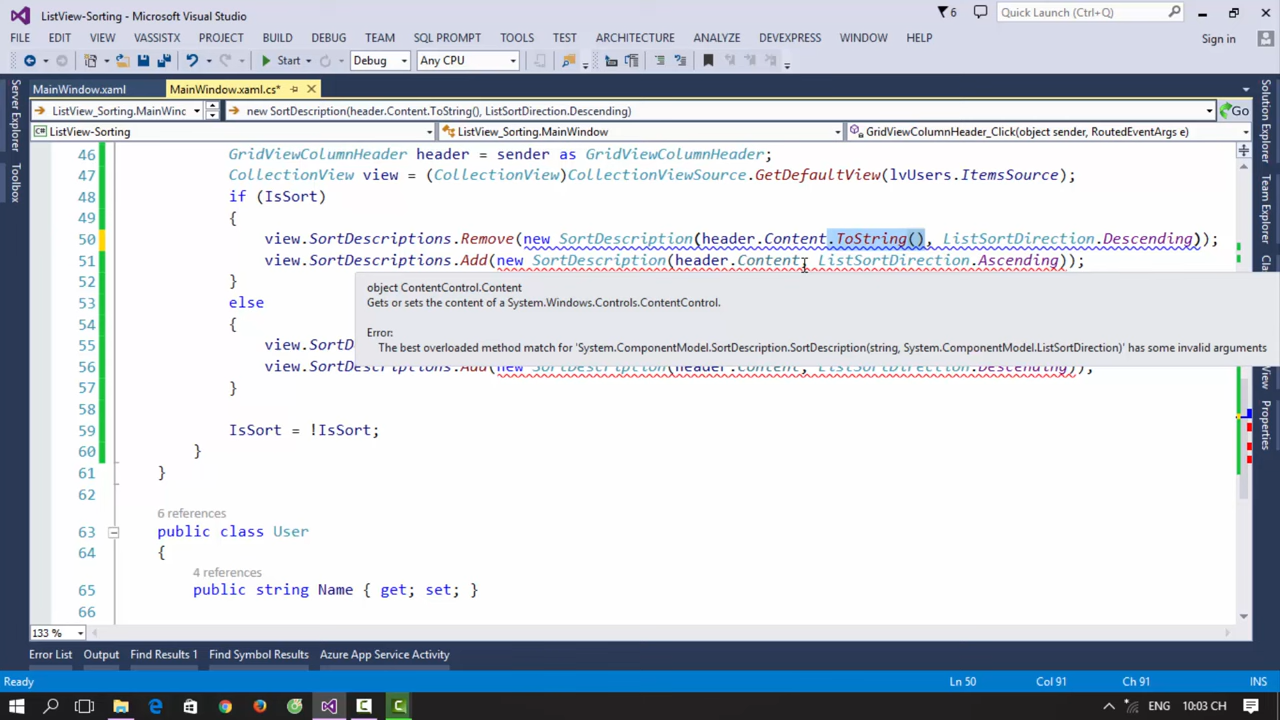 ListView-Sorting - Microsoft Visual Studio
6
Quick Launch (Ctrl+Q)
FILE EDIT VIEW VASSISTX PROJECT BUILD DEBUG TEAM SQL PROMPT TOOLS TEST ARCHITECTURE ANALYZE DEVEXPRESS WINDOW HELP
Sign in
Start Debug Any CPU
MainWindow.xaml MainWindow.xaml.cs*
ListView_Sorting.MainWinc new SortDescription(header.Content.ToString(), ListSortDirection.Descending) Go
ListView-Sorting ListView_Sorting.MainWindow GridViewColumnHeader_Click(object sender, RoutedEventArgs e)
Server Explorer
Toolbox
Solution Explorer
Team Explorer
View
Properties
46 GridViewColumnHeader header = sender as GridViewColumnHeader;
47 CollectionView view = (CollectionView)CollectionViewSource.GetDefaultView(lvUsers.ItemsSource);
48 if (IsSort)
49 {
50 view.SortDescriptions.Remove(new SortDescription(header.Content.ToString(), ListSortDirection.Descending));
51 view.SortDescriptions.Add(new SortDescription(header.Content, ListSortDirection.Ascending));
52 }
object ContentControl.Content
53 else
Gets or sets the content of a System.Windows.Controls.ContentControl.
54 {
Error:
55 view.SortD
The best overloaded method match for 'System.ComponentModel.SortDescription.SortDescription(string, System.ComponentModel.ListSortDirection)' has some invalid arguments
56 view.SortDescriptions.Add(new SortDescription(header.Content, ListSortDirection.Descending));
57 }
58
59 IsSort = !IsSort;
60 }
61 }
62
6 references
63 public class User
64 {
4 references
65 public string Name { get; set; }
66
133 %
Error List Output Find Results 1 Find Symbol Results Azure App Service Activity
Ready Ln 50 Col 91 Ch 91 INS
ENG 10:03 CH